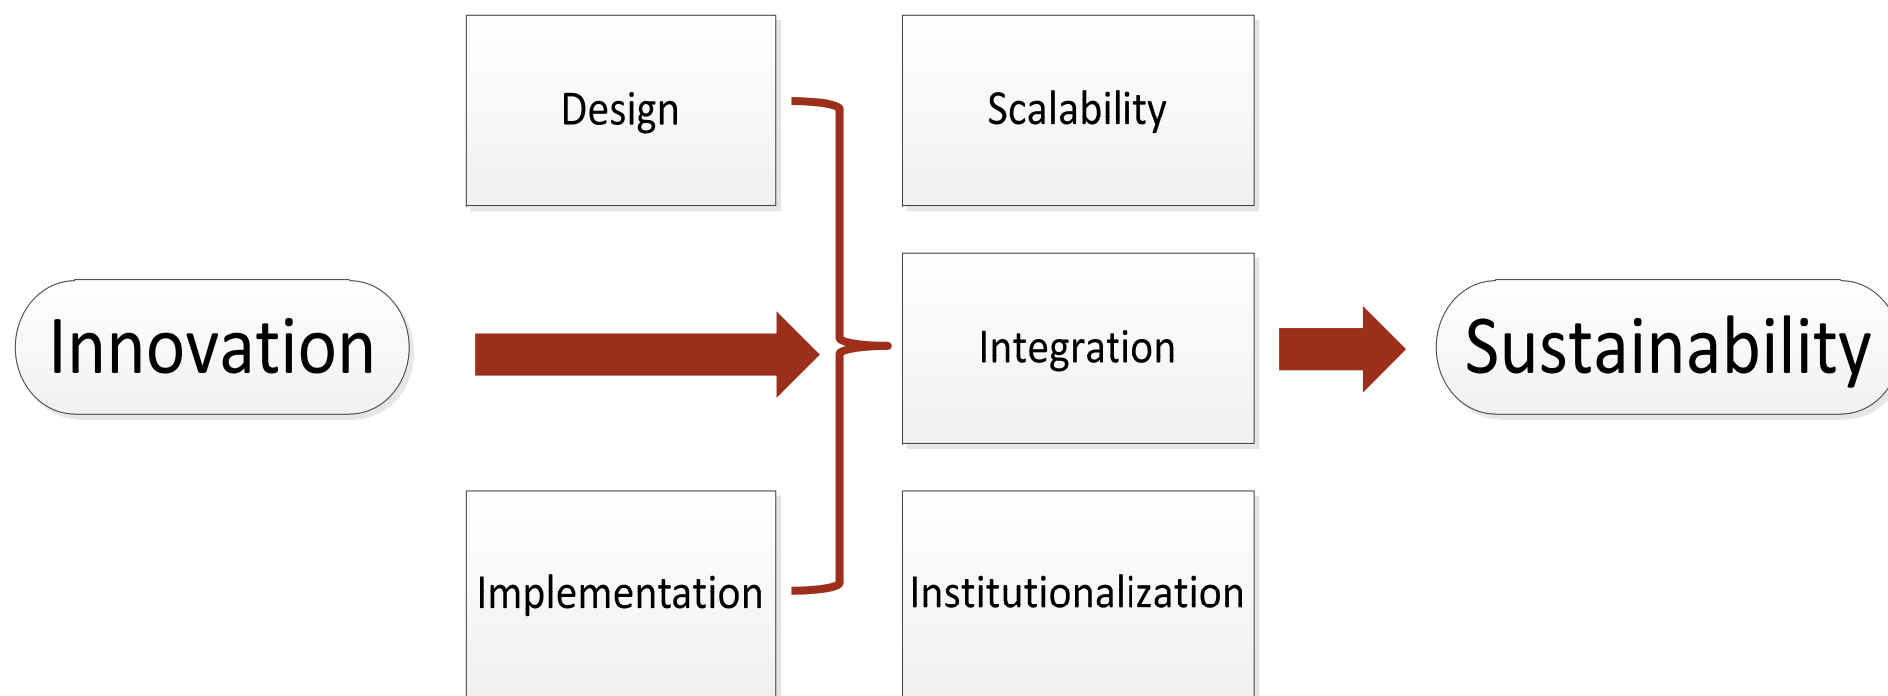 Design
Scalability
Innovation
Integration
Sustainability
Implementation
Institutionalization